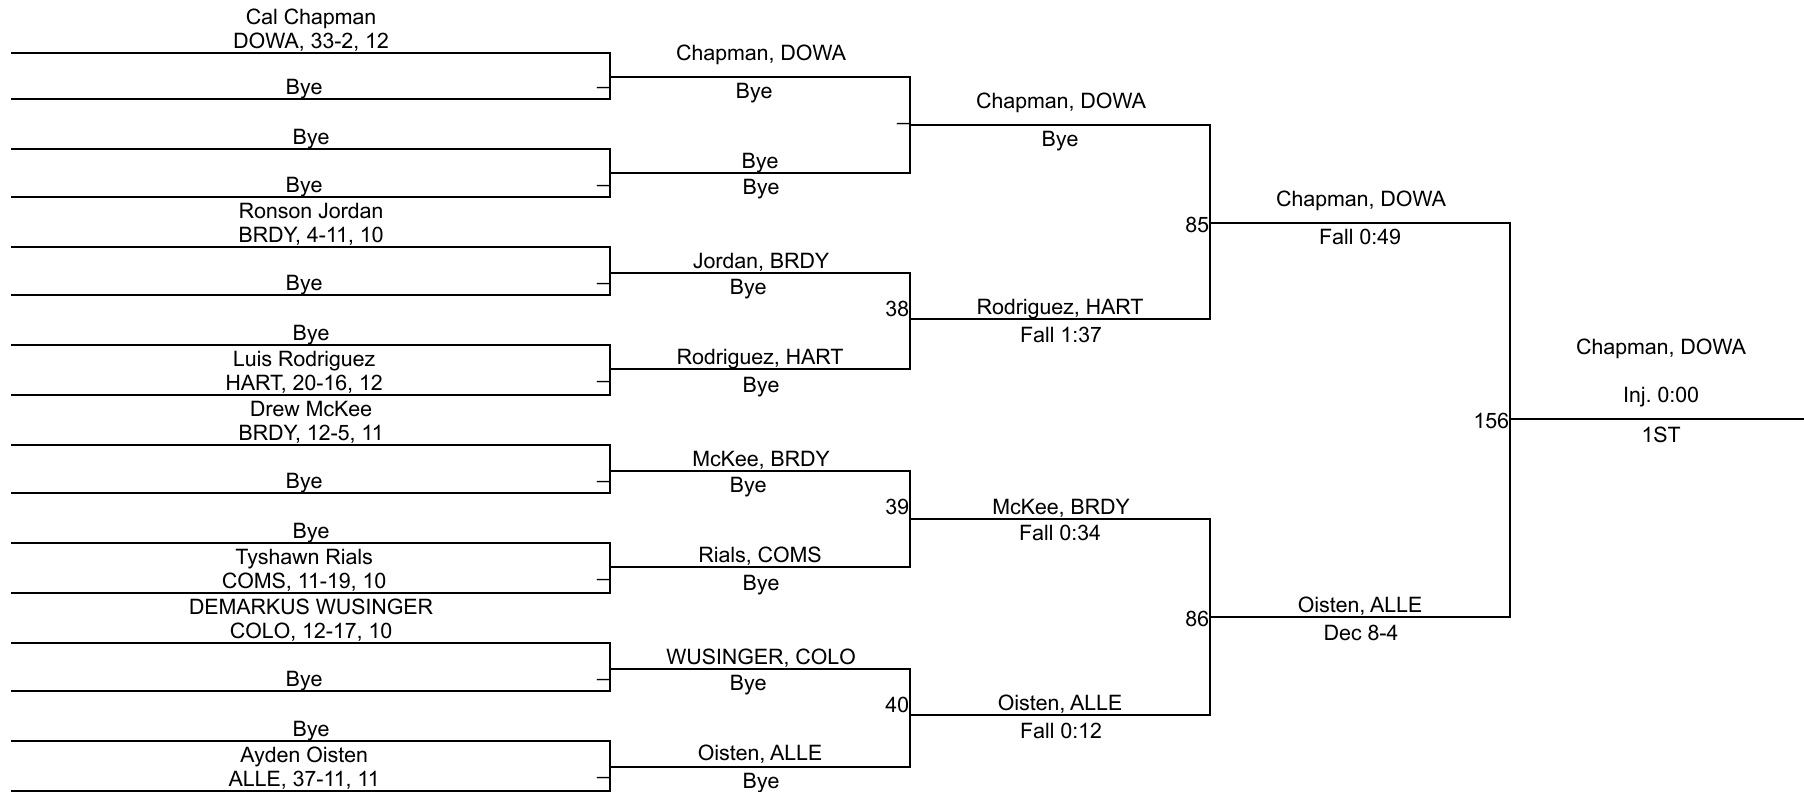 Cal Chapman
DOWA, 33-2, 12
Bye
Bye
Bye
Ronson Jordan
BRDY, 4-11, 10
Bye
Bye
Luis Rodriguez
HART, 20-16, 12
Drew McKee
BRDY, 12-5, 11
Bye
Bye
Tyshawn Rials
COMS, 11-19, 10
DEMARKUS WUSINGER
COLO, 12-17, 10
Bye
Bye
Ayden Oisten
ALLE, 37-11, 11
Chapman, DOWA
Bye
Bye
Bye
Jordan, BRDY
Bye
38
Rodriguez, HART
Bye
McKee, BRDY
Bye
39
Rials, COMS
Bye
WUSINGER, COLO
Bye
40
Oisten, ALLE
Bye
Chapman, DOWA
Bye
85
Rodriguez, HART
Fall 1:37
McKee, BRDY
Fall 0:34
86
Oisten, ALLE
Fall 0:12
Chapman, DOWA
Fall 0:49
156
Oisten, ALLE
Dec 8-4
Chapman, DOWA
Inj. 0:00
1ST